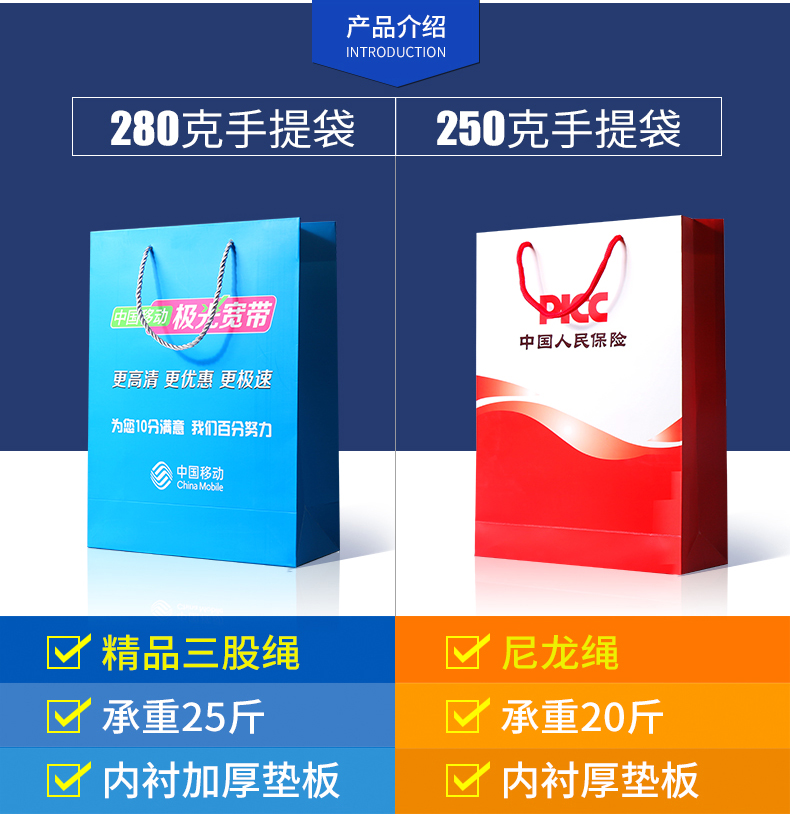 产品介绍
INTRODUCTION
280克手提袋
250克手提袋
中国移动 极光宽带
更高清 更优惠 更极速
为您10分满意 我们百分努力
中国移动
China Mobile
PICC
中国人民保险
精品三股绳
承重25斤
内衬加厚垫板
尼龙绳
承重20斤
内衬厚垫板